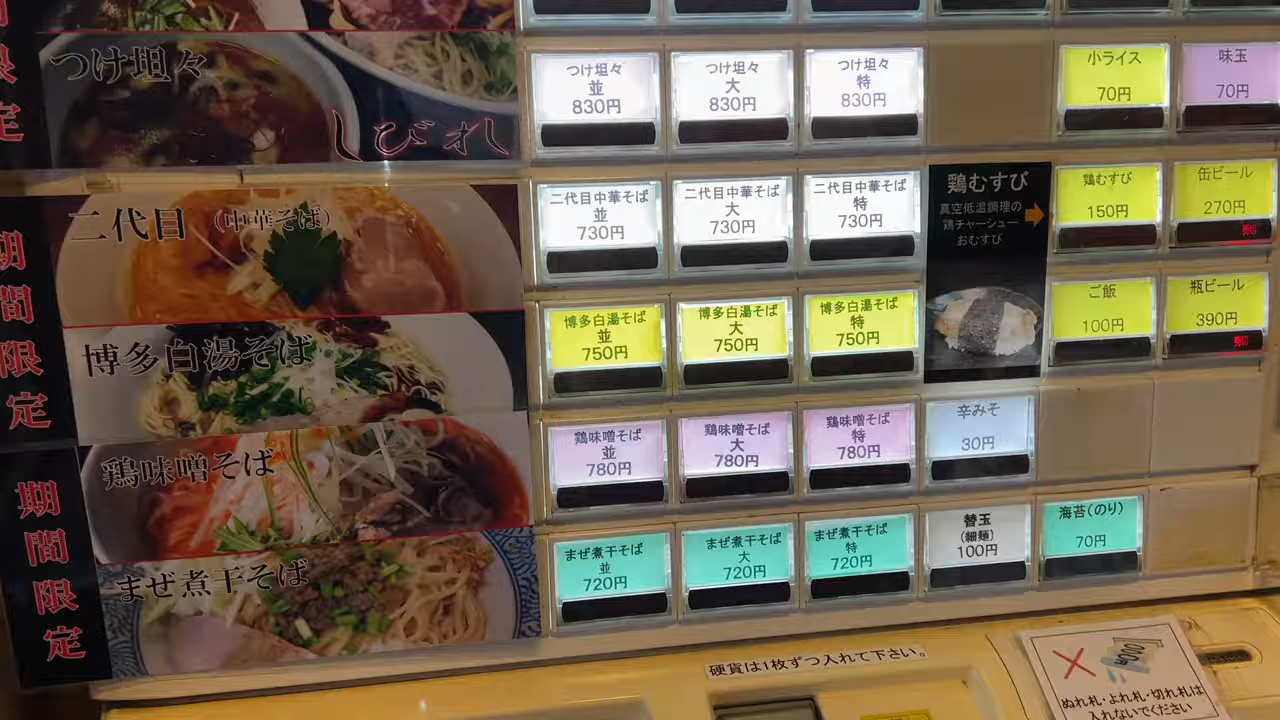 つけ坦々
しびれ
つけ坦々
並
830円
つけ坦々
大
830円
つけ坦々
特
830円
小ライス
70円
味玉
70円
二代目（中華そば）
期間限定
二代目中華そば
並
730円
二代目中華そば
大
730円
二代目中華そば
特
730円
鶏むすび
真空低温調理の
鶏チャーシュー
おむすび
鶏むすび
150円
缶ビール
270円
売切
博多白湯そば
博多白湯そば
並
750円
博多白湯そば
大
750円
博多白湯そば
特
750円
ご飯
100円
瓶ビール
390円
売切
鶏味噌そば
期間限定
鶏味噌そば
並
780円
鶏味噌そば
大
780円
鶏味噌そば
特
780円
辛みそ
30円
まぜ煮干そば
まぜ煮干そば
並
720円
まぜ煮干そば
大
720円
まぜ煮干そば
特
720円
替玉
（細麺）
100円
海苔（のり）
70円
硬貨は1枚ずつ入れて下さい。
ぬれ札・よれ札・切れ札は
入れないでください